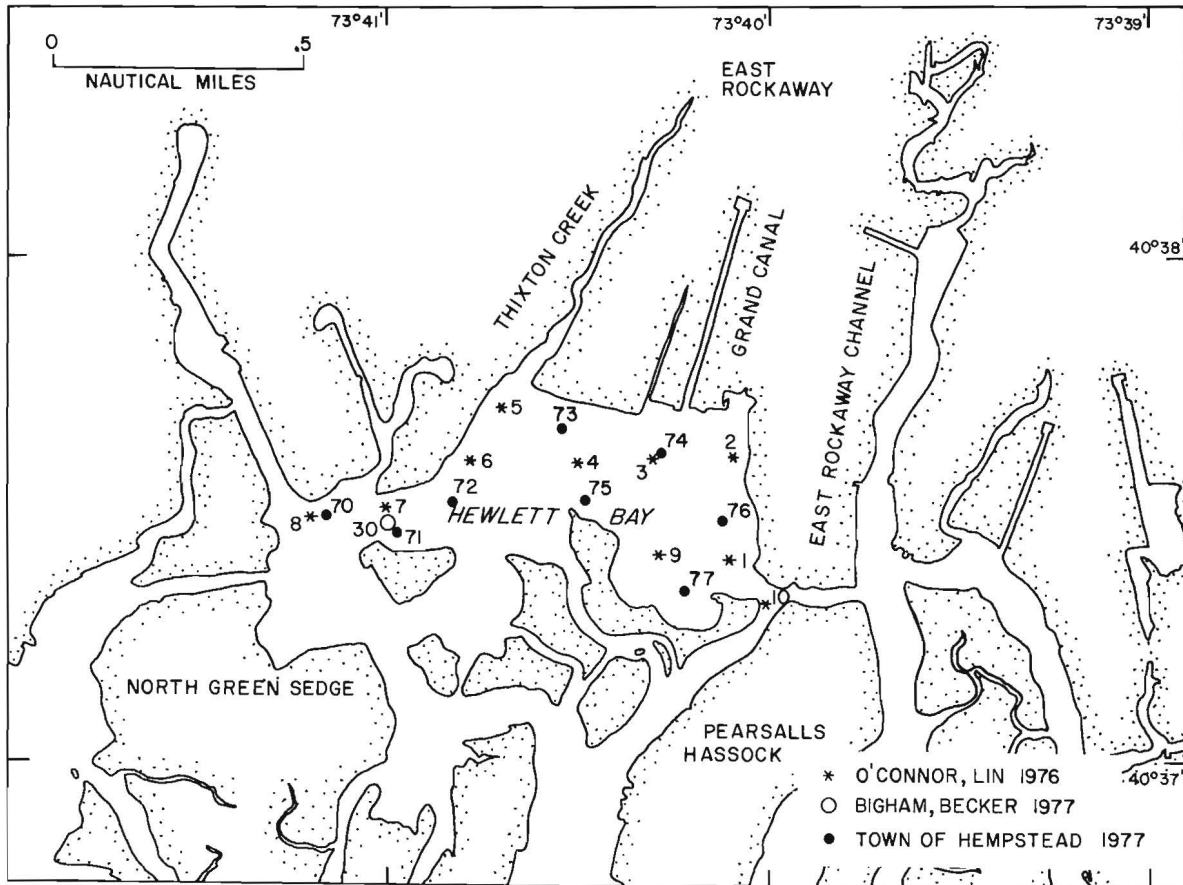 73°41'
73°40'
73°39'
0 .5
NAUTICAL MILES
EAST
ROCKAWAY
THIXTON CREEK
GRAND CANAL
EAST ROCKAWAY CHANNEL
40°38'
5
73
74
2
6
4
3
72
75
76
8
70
7
HEWLETT BAY
30
71
9
1
77
1
NORTH GREEN SEDGE
PEARSALLS
HASSOCK
* O'CONNOR, LIN 1976
BIGHAM, BECKER 1977
TOWN OF HEMPSTEAD 1977
40°37'